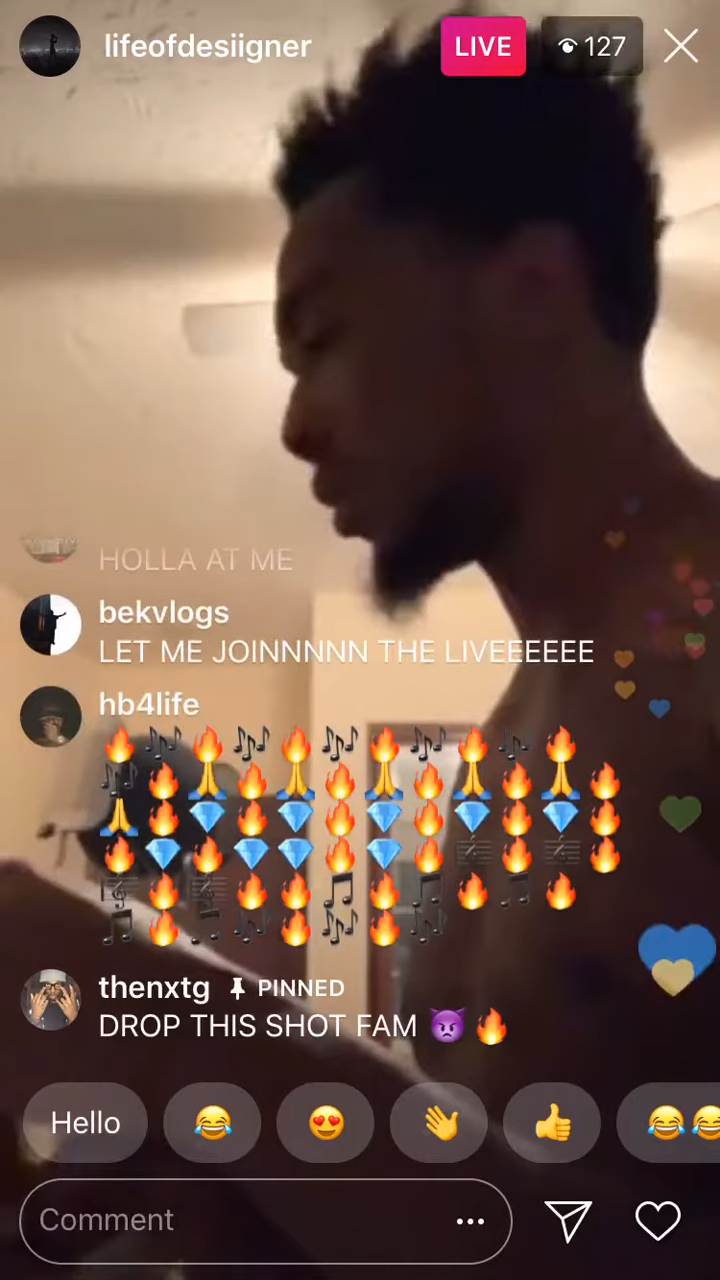 lifeofdesiigner
LIVE
127
HOLLA AT ME
bekvlogs
LET ME JOINNNNN THE LIVEEEEEE
hb4life
🔥🎶🔥🎶🔥🎶🔥🎶🔥🎶🔥
🎶🔥🙏🔥🙏🔥🙏🔥🙏🔥🙏🔥
🙏🔥💎🔥💎🔥💎🔥💎🔥💎🔥
🔥💎🔥💎💎🔥💎🔥🎼🔥🎼🔥
🎼🔥🎼🔥🔥🎵🔥🎵🔥🎵🔥
🎵🔥🎵🎶🔥🎶🔥🎶
thenxtg PINNED
DROP THIS SHOT FAM 👿🔥
Hello 😂 😍 👋 👍 😂😂
Comment